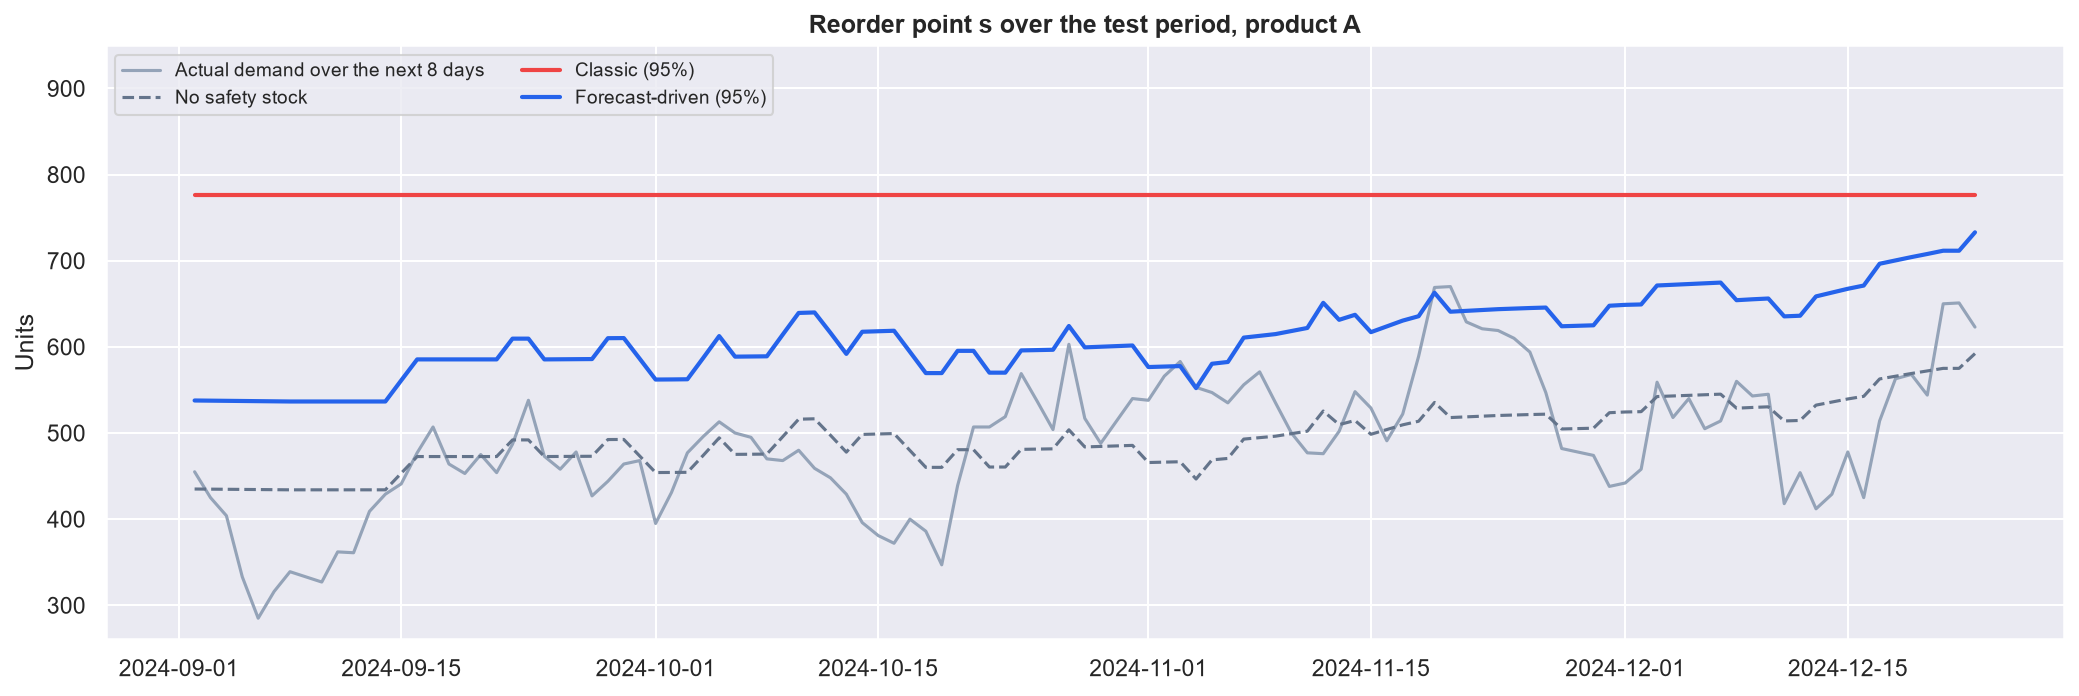 Reorder point s over the test period, product A
Actual demand over the next 8 days
No safety stock
Classic (95%)
Forecast-driven (95%)
Units
900
800
700
600
500
400
300
2024-09-01
2024-09-15
2024-10-01
2024-10-15
2024-11-01
2024-11-15
2024-12-01
2024-12-15